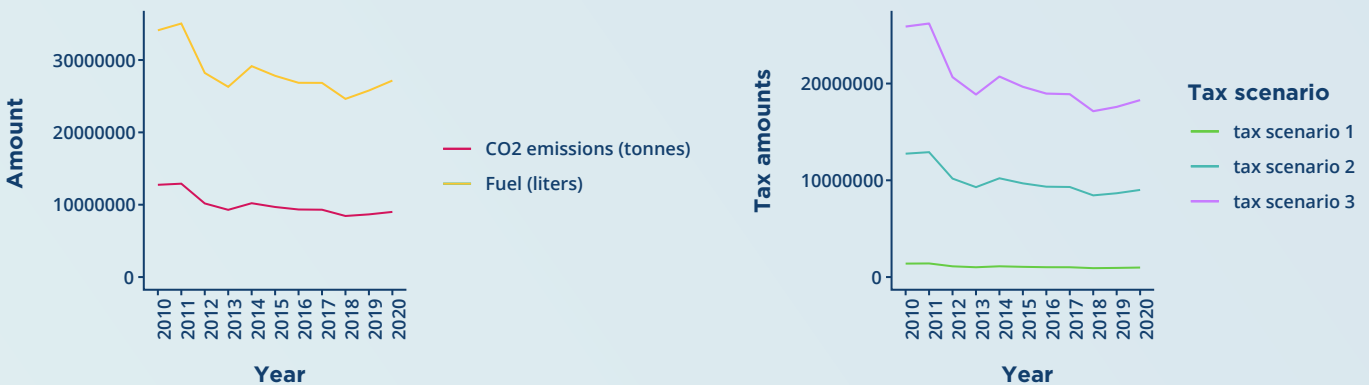 Amount
30000000
20000000
10000000
0
2010
2011
2012
2013
2014
2015
2016
2017
2018
2019
2020
Year
CO2 emissions (tonnes)
Fuel (liters)
Tax amounts
20000000
10000000
0
2010
2011
2012
2013
2014
2015
2016
2017
2018
2019
2020
Year
Tax scenario
tax scenario 1
tax scenario 2
tax scenario 3